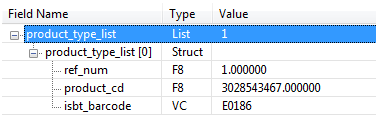 Field Name Type Value
product_type_list List 1
product_type_list [0] Struct
ref_num F8 1.000000
product_cd F8 3028543467.000000
isbt_barcode VC E0186